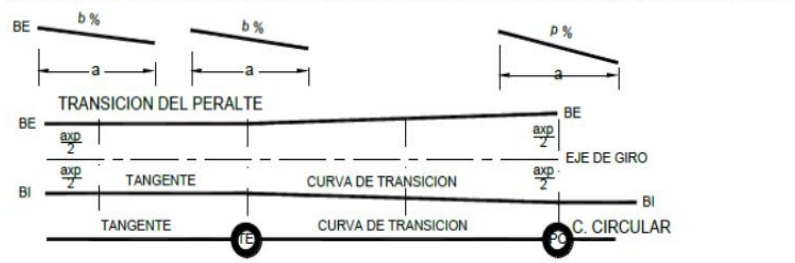 BE b % b % p %
a a a
TRANSICION DEL PERALTE
BE BE
axp axp
2 2
EJE DE GIRO
axp axp
2 2
TANGENTE CURVA DE TRANSICION
BI BI
TANGENTE CURVA DE TRANSICION C. CIRCULAR
TE PC